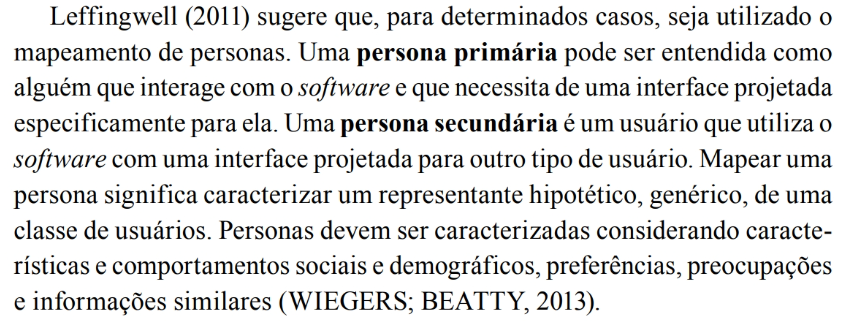 Leffingwell (2011) sugere que, para determinados casos, seja utilizado o
mapeamento de personas. Uma persona primária pode ser entendida como
alguém que interage com o software e que necessita de uma interface projetada
especificamente para ela. Uma persona secundária é um usuário que utiliza o
software com uma interface projetada para outro tipo de usuário. Mapear uma
persona significa caracterizar um representante hipotético, genérico, de uma
classe de usuários. Personas devem ser caracterizadas considerando caracte-
rísticas e comportamentos sociais e demográficos, preferências, preocupações
e informações similares (WIEGERS; BEATTY, 2013).